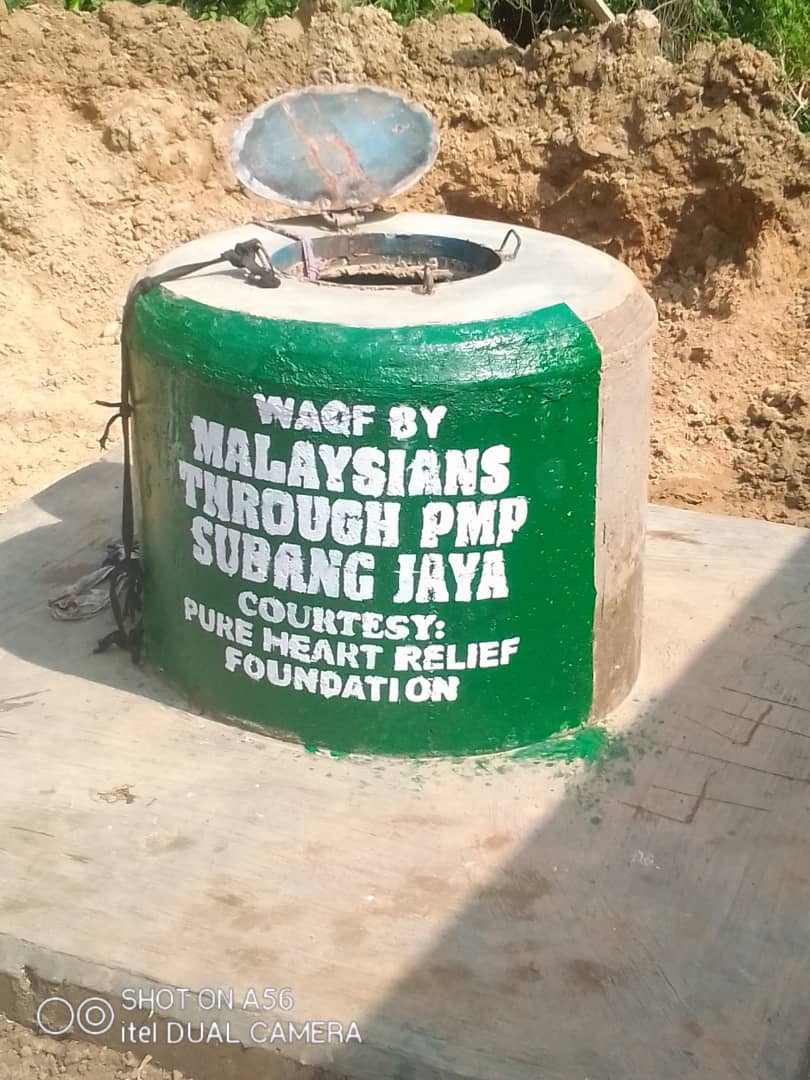 WAQF BY
MALAYSIANS
THROUGH PMP
SUBANG JAYA
COURTESY:
PURE HEART RELIEF
FOUNDATION
SHOT ON A56
itel DUAL CAMERA